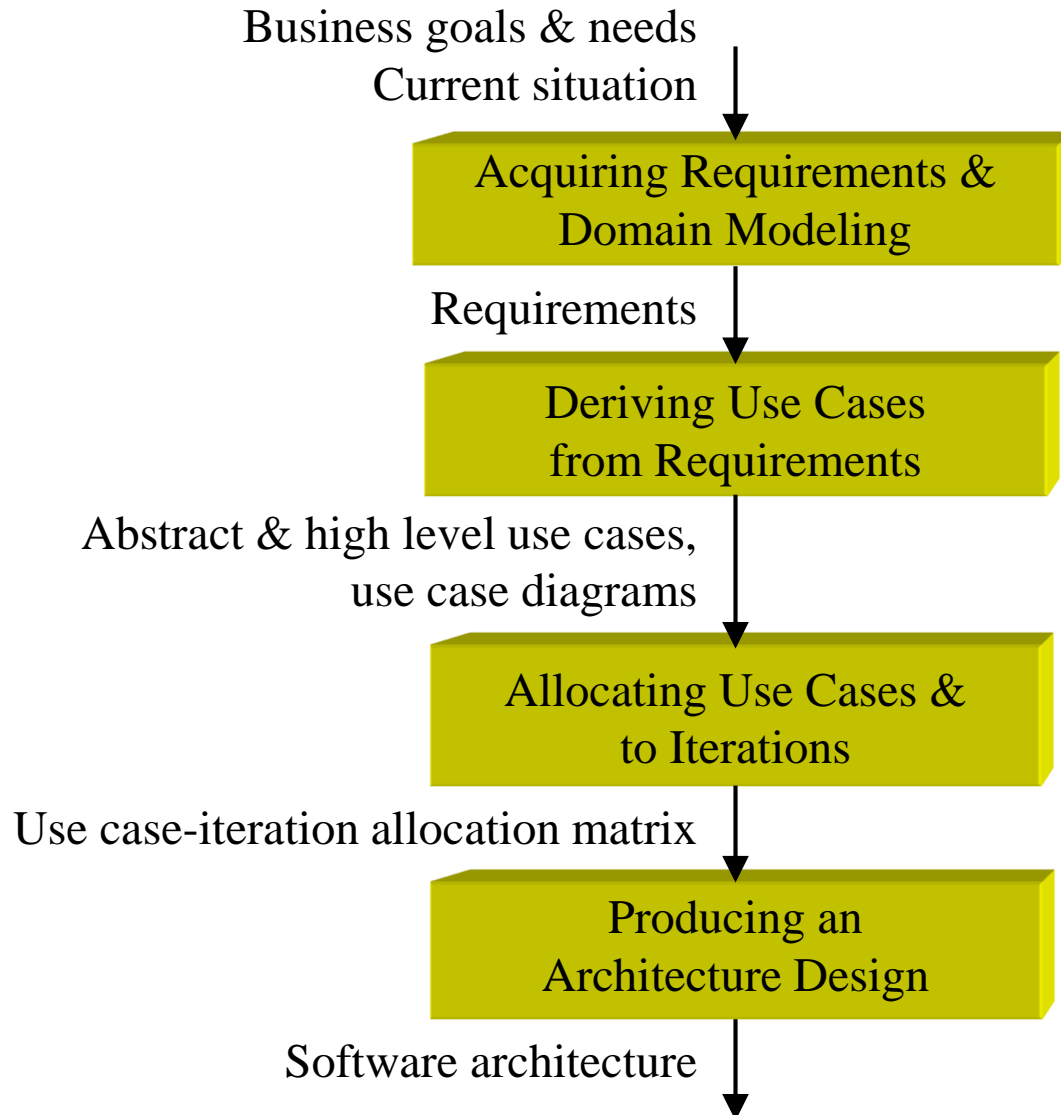 Business goals & needs
Current situation
Acquiring Requirements &
Domain Modeling
Requirements
Deriving Use Cases
from Requirements
Abstract & high level use cases,
use case diagrams
Allocating Use Cases &
to Iterations
Use case-iteration allocation matrix
Producing an
Architecture Design
Software architecture